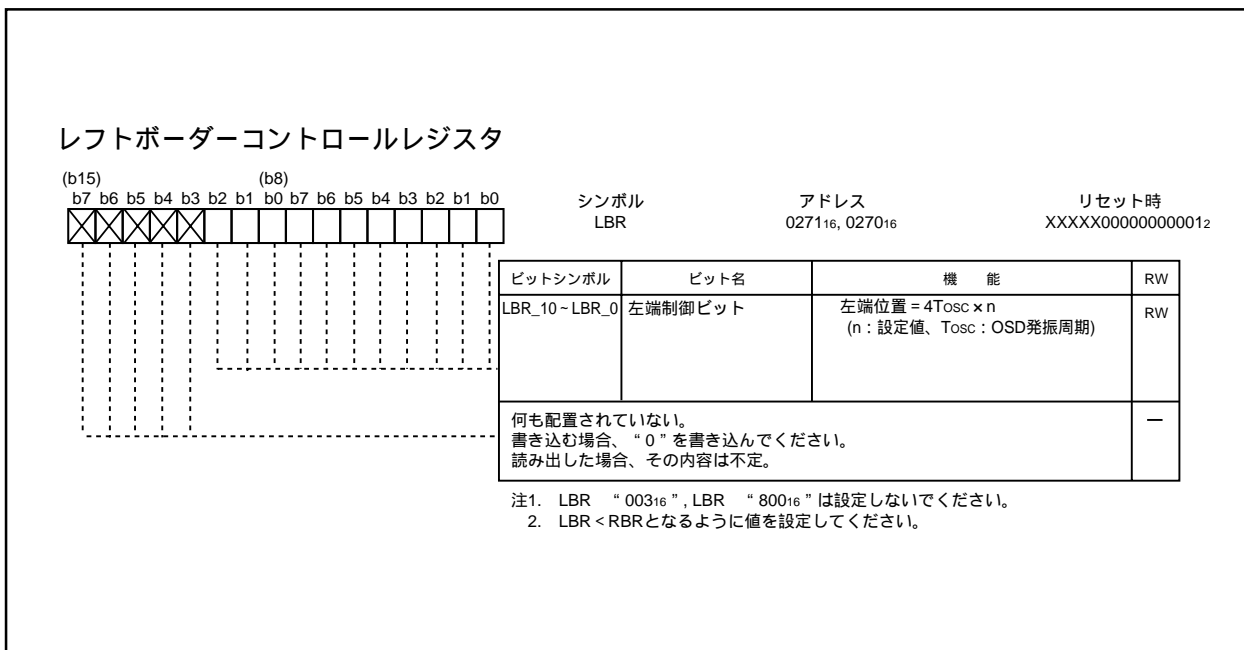 レフトボーダーコントロールレジスタ
(b15) (b8)
b7 b6 b5 b4 b3 b2 b1 b0 b7 b6 b5 b4 b3 b2 b1 b0
シンボル アドレス リセット時
LBR 027116, 027016 XXXXX000000000012
ビットシンボル ビット名 機 能 RW
LBR_10~LBR_0 左端制御ビット 左端位置 = 4TOSC × n RW
(n:設定値、TOSC:OSD発振周期)
何も配置されていない。 —
書き込む場合、“0”を書き込んでください。
読み出した場合、その内容は不定。
注1. LBR “00316”, LBR “80016”は設定しないでください。
2. LBR < RBRとなるように値を設定してください。